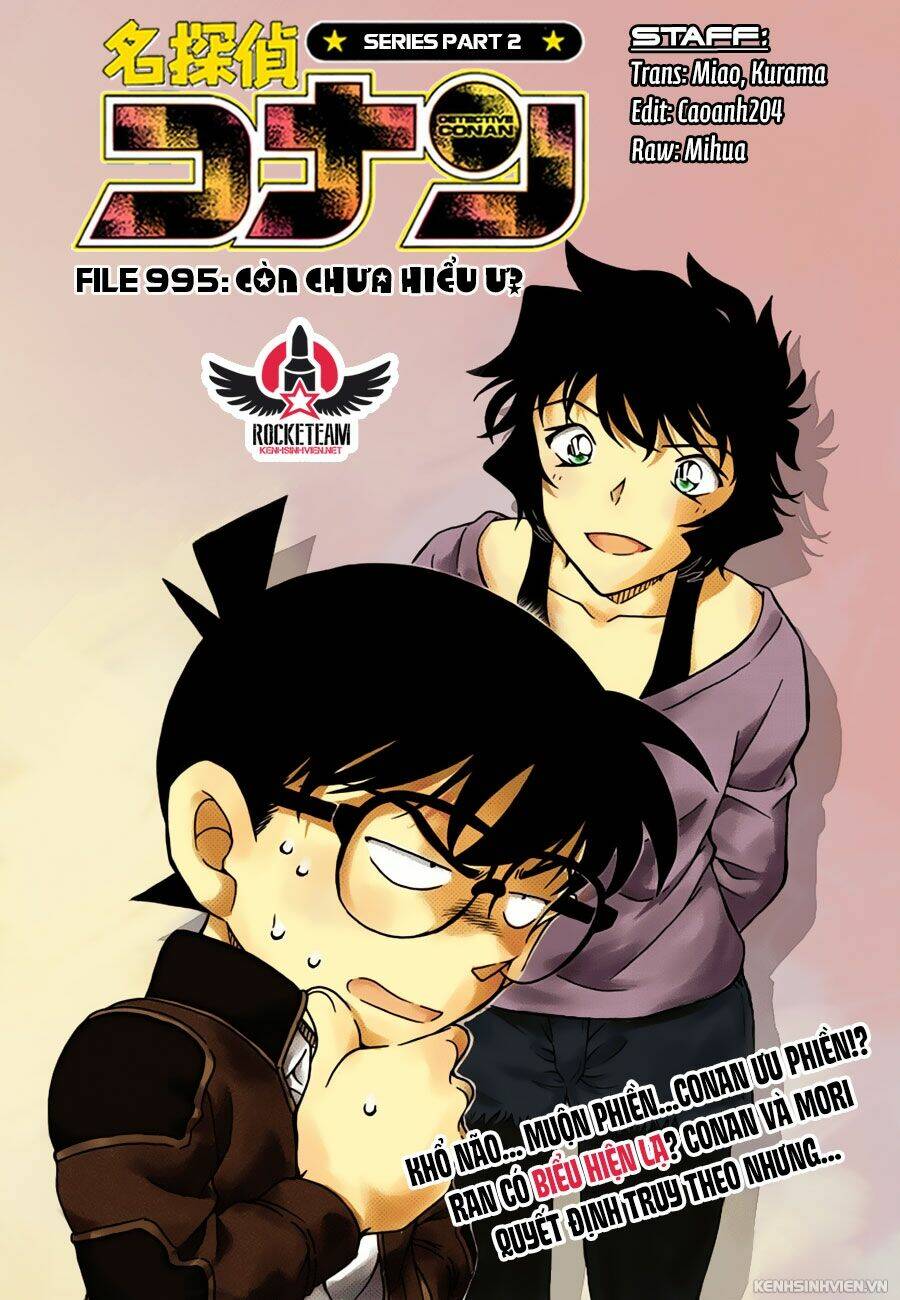 名探偵
コナン
DETECTIVE
CONAN
SERIES PART 2
STAFF:
Trans: Miao, Kurama
Edit: Caoanh204
Raw: Mihua
FILE 995: CÒN CHƯA HIỂU Ư?
ROCKETEAM
KENHSINHVIEN.NET
KHỔ NÃO... MUỘN PHIỀN...CONAN ƯU PHIỀN!?
RAN CÓ BIỂU HIỆN LẠ? CONAN VÀ MORI
QUYẾT ĐỊNH TRUY THEO NHƯNG...
KENHSINHVIEN.VN